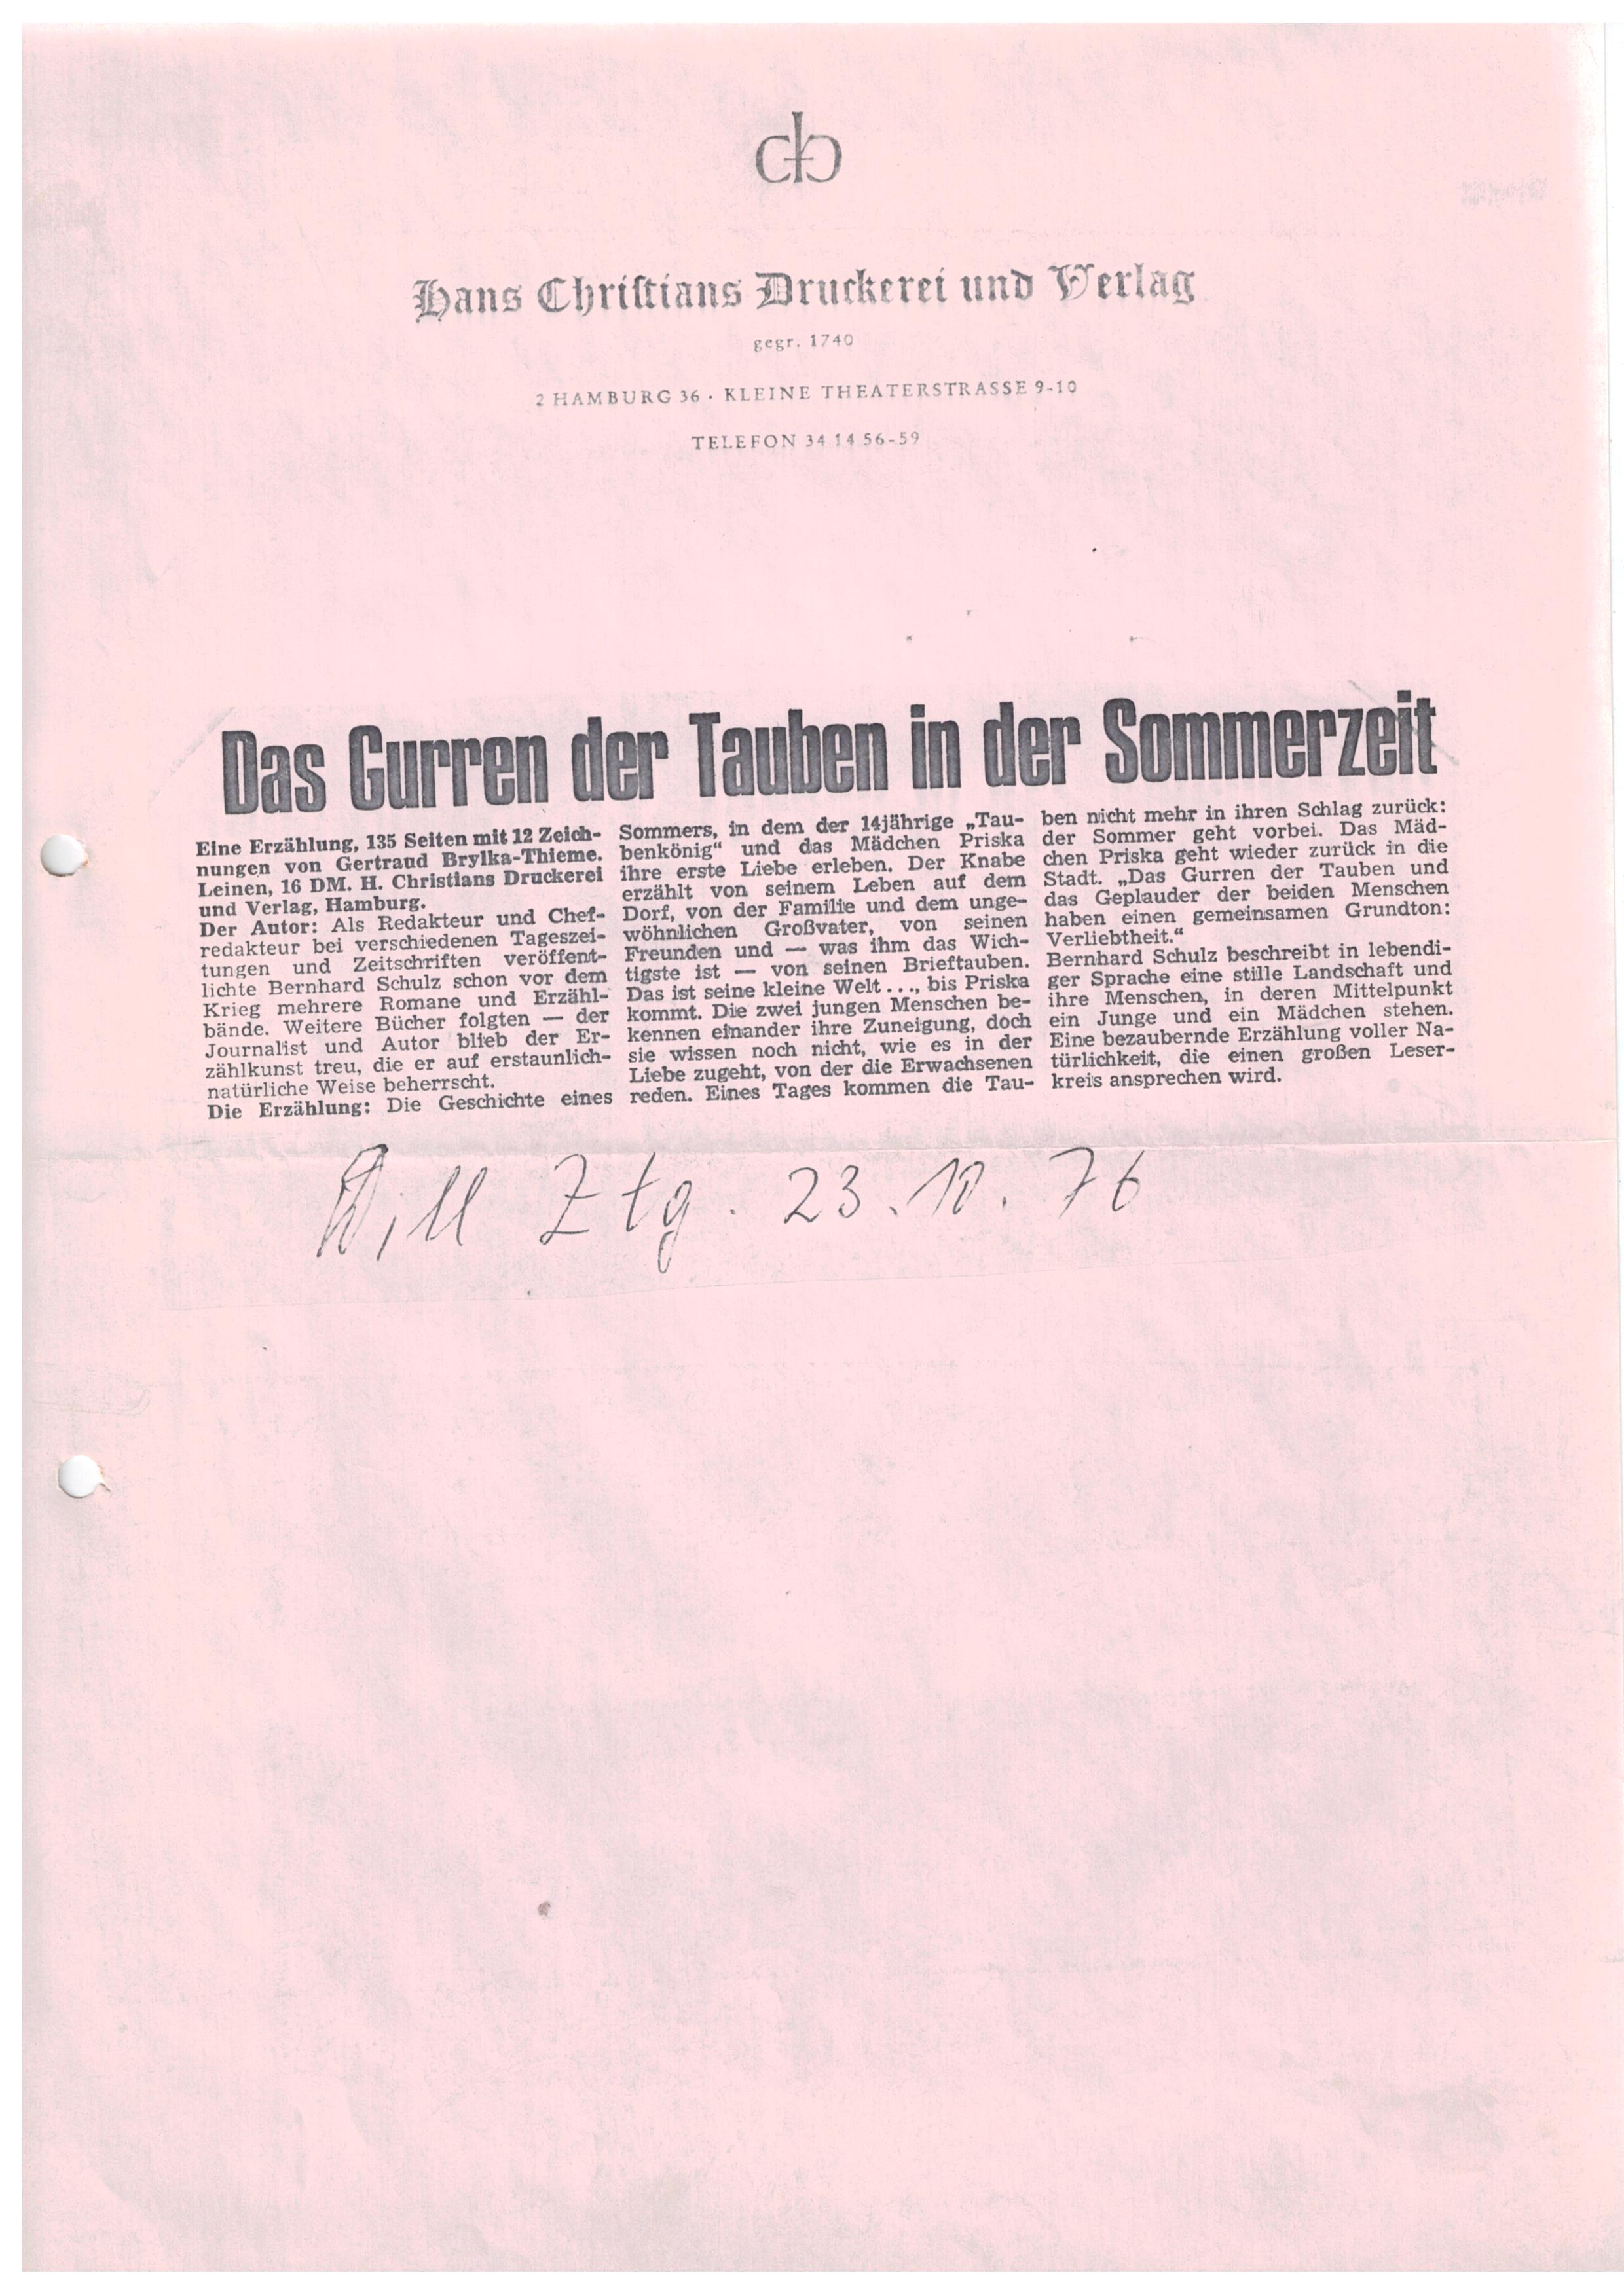 Hans Christians Druckerei und Verlag
gegr. 1740
2 HAMBURG 36 · KLEINE THEATERSTRASSE 9-10
TELEFON 34 14 56-59
Das Gurren der Tauben in der Sommerzeit
Eine Erzählung, 135 Seiten mit 12 Zeich-
nungen von Gertraud Brylka-Thieme.
Leinen, 16 DM. H. Christians Druckerei
und Verlag, Hamburg.
Der Autor: Als Redakteur und Chef-
redakteur bei verschiedenen Tageszei-
tungen und Zeitschriften veröffent-
lichte Bernhard Schulz schon vor dem
Krieg mehrere Romane und Erzähl-
bände. Weitere Bücher folgten — der
Journalist und Autor blieb der Er-
zählkunst treu, die er auf erstaunlich-
natürliche Weise beherrscht.
Die Erzählung: Die Geschichte eines
Sommers, in dem der 14jährige „Tau-
benkönig“ und das Mädchen Priska
ihre erste Liebe erleben. Der Knabe
erzählt von seinem Leben auf dem
Dorf, von der Familie und dem unge-
wöhnlichen Großvater, von seinen
Freunden und — was ihm das Wich-
tigste ist — von seinen Brieftauben.
Das ist seine kleine Welt..., bis Priska
kommt. Die zwei jungen Menschen be-
kennen einander ihre Zuneigung, doch
sie wissen noch nicht, wie es in der
Liebe zugeht, von der die Erwachsenen
reden. Eines Tages kommen die Tau-
ben nicht mehr in ihren Schlag zurück:
der Sommer geht vorbei. Das Mäd-
chen Priska geht wieder zurück in die
Stadt. „Das Gurren der Tauben und
das Geplauder der beiden Menschen
haben einen gemeinsamen Grundton:
Verliebtheit.“
Bernhard Schulz beschreibt in lebendi-
ger Sprache eine stille Landschaft und
ihre Menschen, in deren Mittelpunkt
ein Junge und ein Mädchen stehen.
Eine bezaubernde Erzählung voller Na-
türlichkeit, die einen großen Leser-
kreis ansprechen wird.
Ztg. 23.10.76